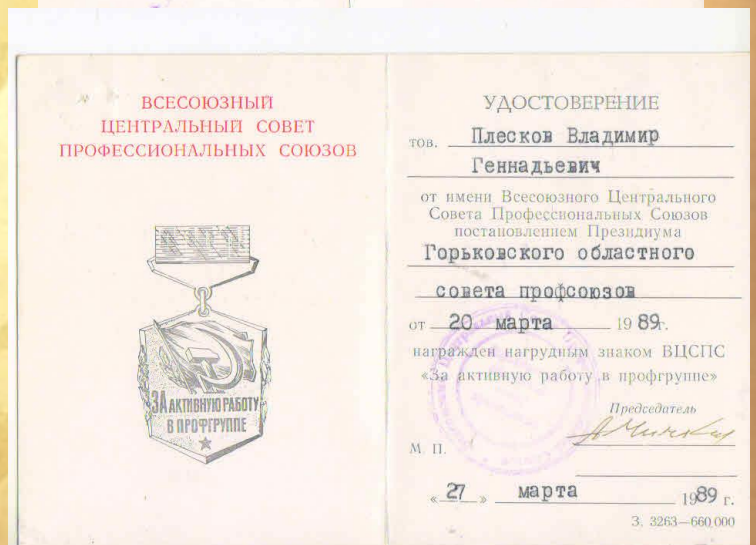 ВСЕСОЮЗНЫЙ
ЦЕНТРАЛЬНЫЙ СОВЕТ
ПРОФЕССИОНАЛЬНЫХ СОЮЗОВ
ЗА АКТИВНУЮ РАБОТУ
В ПРОФГРУППЕ
УДОСТОВЕРЕНИЕ
тов. Плесков Владимир
Геннадьевич
от имени Всесоюзного Центрального
Совета Профессиональных Союзов
постановлением Президиума
Горьковского областного
совета профсоюзов
от 20 марта 1989г.
награжден нагрудным знаком ВЦСПС
«За активную работу в профгруппе»
Председатель
М. П.
«27» марта 1989 г.
З. 3263—660 000